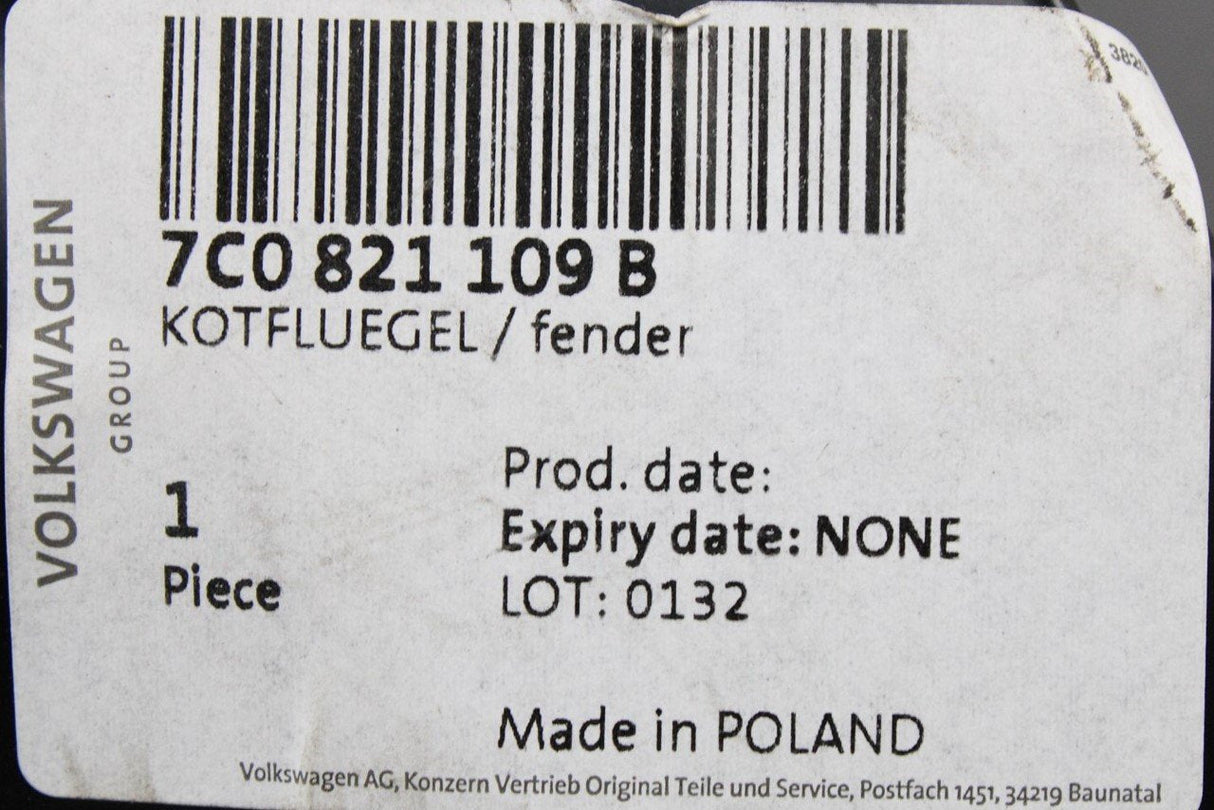 7C0 821 109 B
KOTFLUEGEL / fender
VOLKSWAGEN
GROUP
1
Piece
Prod. date:
Expiry date: NONE
LOT: 0132
Made in POLAND
Volkswagen AG, Konzern Vertrieb Original Teile und Service, Postfach 1451, 34219 Baunatal